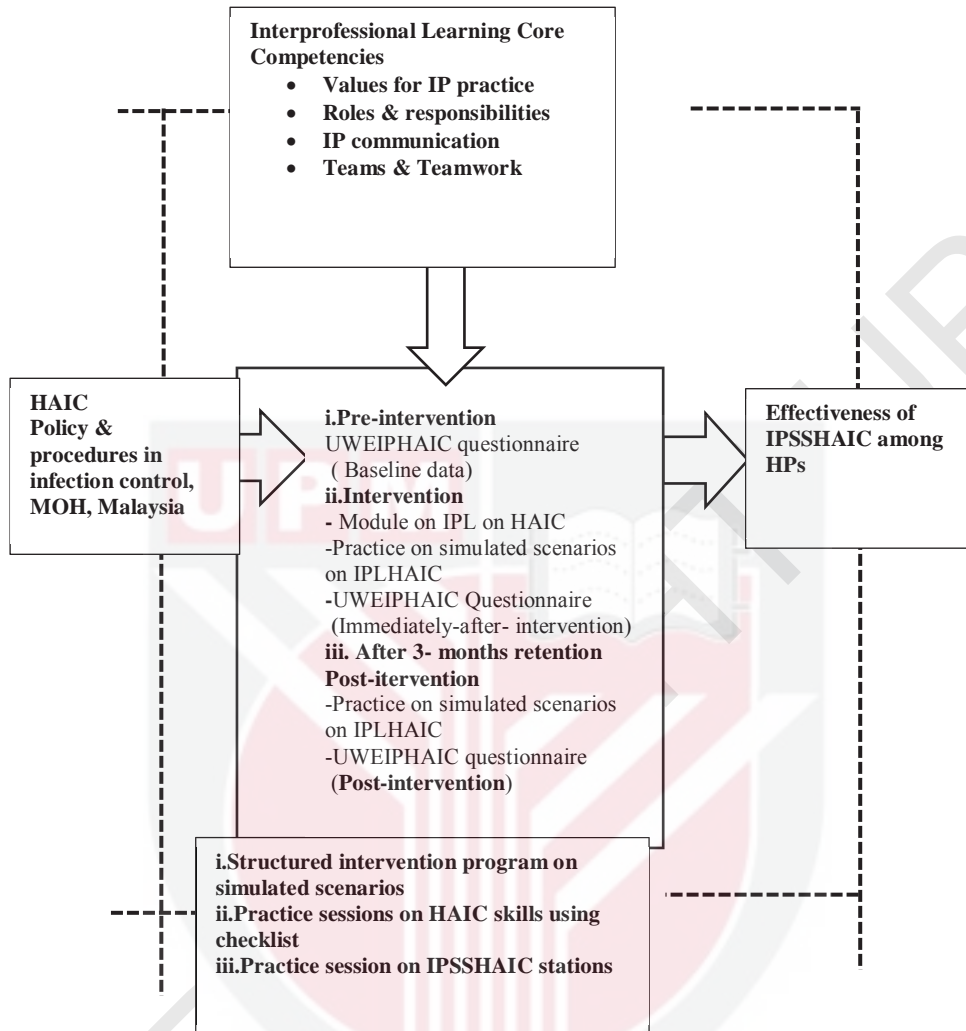 Interprofessional Learning Core
Competencies
• Values for IP practice
• Roles & responsibilities
• IP communication
• Teams & Teamwork
HAIC
Policy &
procedures in
infection control,
MOH, Malaysia
i.Pre-intervention
UWEIPHAIC questionnaire
( Baseline data)
ii.Intervention
- Module on IPL on HAIC
-Practice on simulated scenarios
on IPLHAIC
-UWEIPHAIC Questionnaire
(Immediately-after- intervention)
iii. After 3- months retention
Post-itervention
-Practice on simulated scenarios
on IPLHAIC
-UWEIPHAIC questionnaire
(Post-intervention)
Effectiveness of
IPSSHAIC among
HPs
i.Structured intervention program on
simulated scenarios
ii.Practice sessions on HAIC skills using
checklist
iii.Practice session on IPSSHAIC stations
UPM